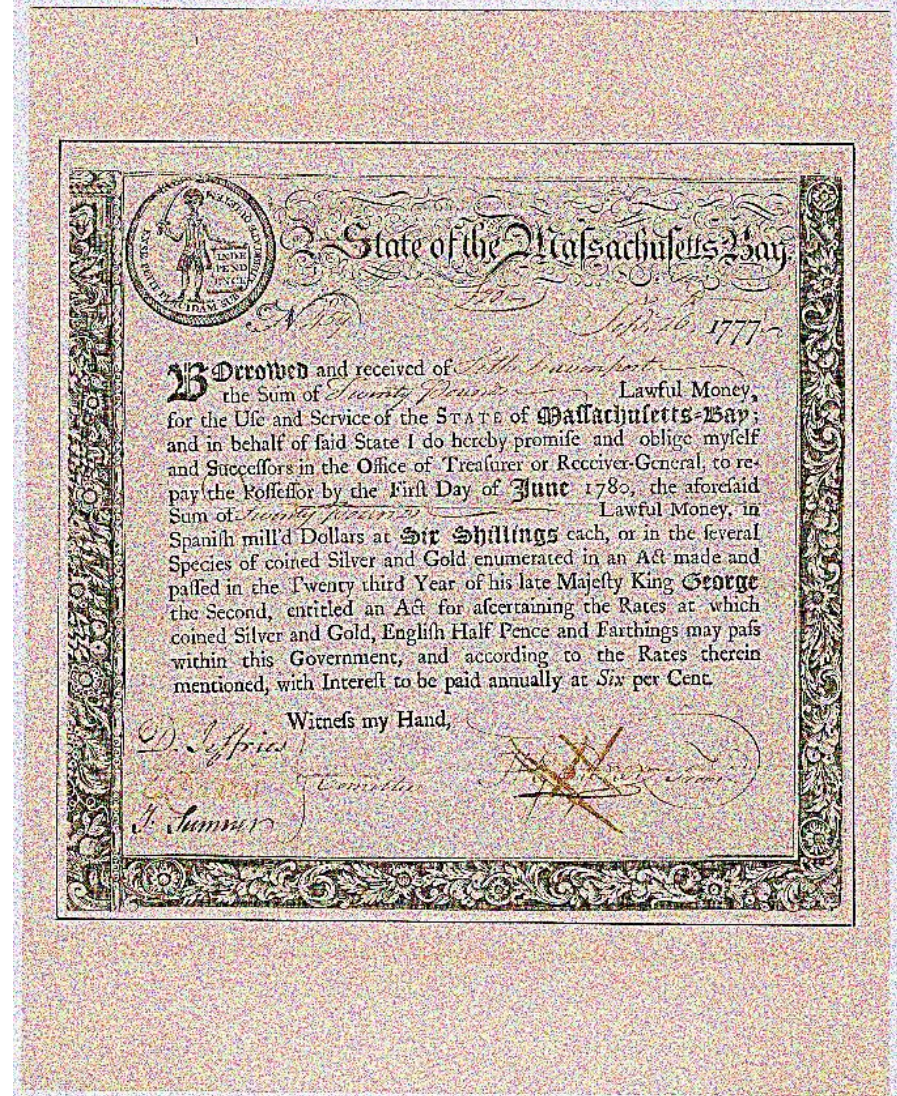 State of the Maſsachuſetts Bay.
INDE
PEND
ENCE
£20
No
Sept. 16, 1777
BOrrowed and received of Davenport
the Sum of Twenty Pounds Lawful Money,
for the Uſe and Service of the STATE of Maſſachuſetts-Bay;
and in behalf of ſaid State I do hereby promiſe and oblige myſelf
and Succeſſors in the Office of Treaſurer or Receiver-General, to re-
pay the Poſſeſſor by the Firſt Day of June 1780, the aforeſaid
Sum of twenty pounds Lawful Money, in
Spaniſh mill'd Dollars at Six Shillings each, or in the ſeveral
Species of coined Silver and Gold enumerated in an Act made and
paſſed in the Twenty third Year of his late Majeſty King George
the Second, entitled an Act for aſcertaining the Rates at which
coined Silver and Gold, Engliſh Half Pence and Farthings may paſs
within this Government, and according to the Rates therein
mentioned, with Intereſt to be paid annually at Six per Cent.
Witneſs my Hand,
D. Jeffries
Comittee
J. Sumner